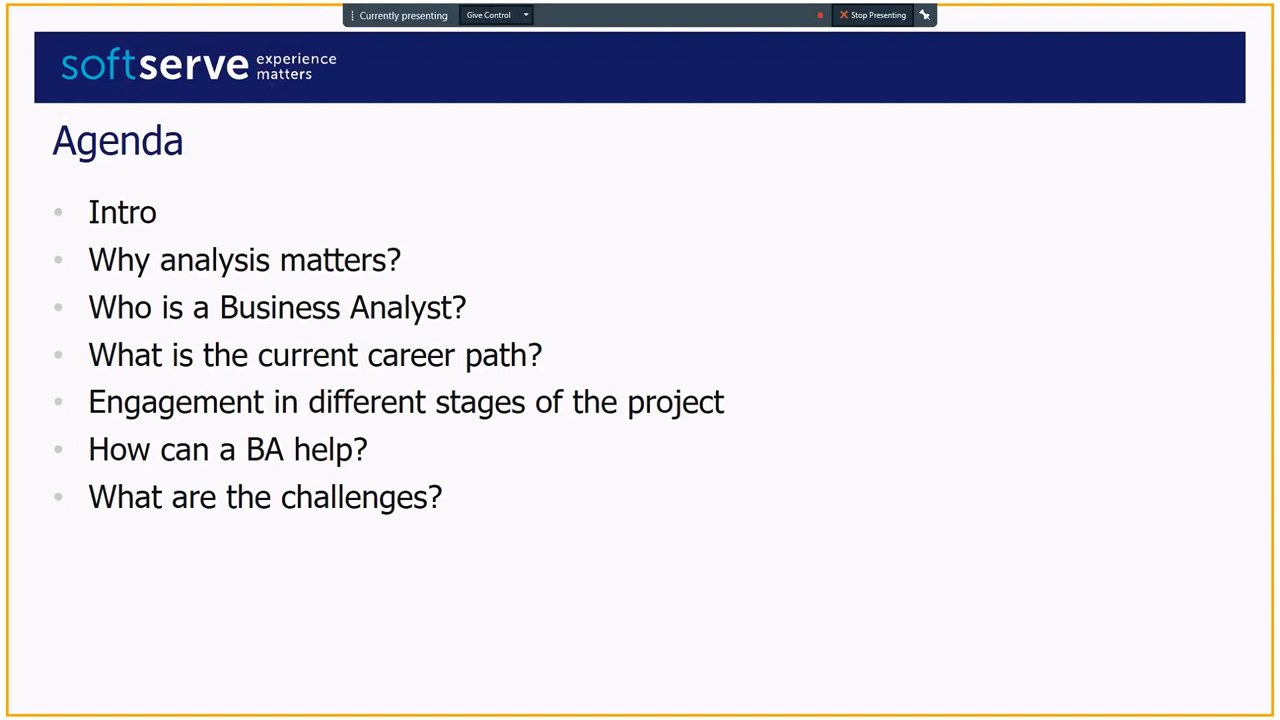 Currently presenting Give Control Stop Presenting
softserve experience matters
Agenda
• Intro
• Why analysis matters?
• Who is a Business Analyst?
• What is the current career path?
• Engagement in different stages of the project
• How can a BA help?
• What are the challenges?